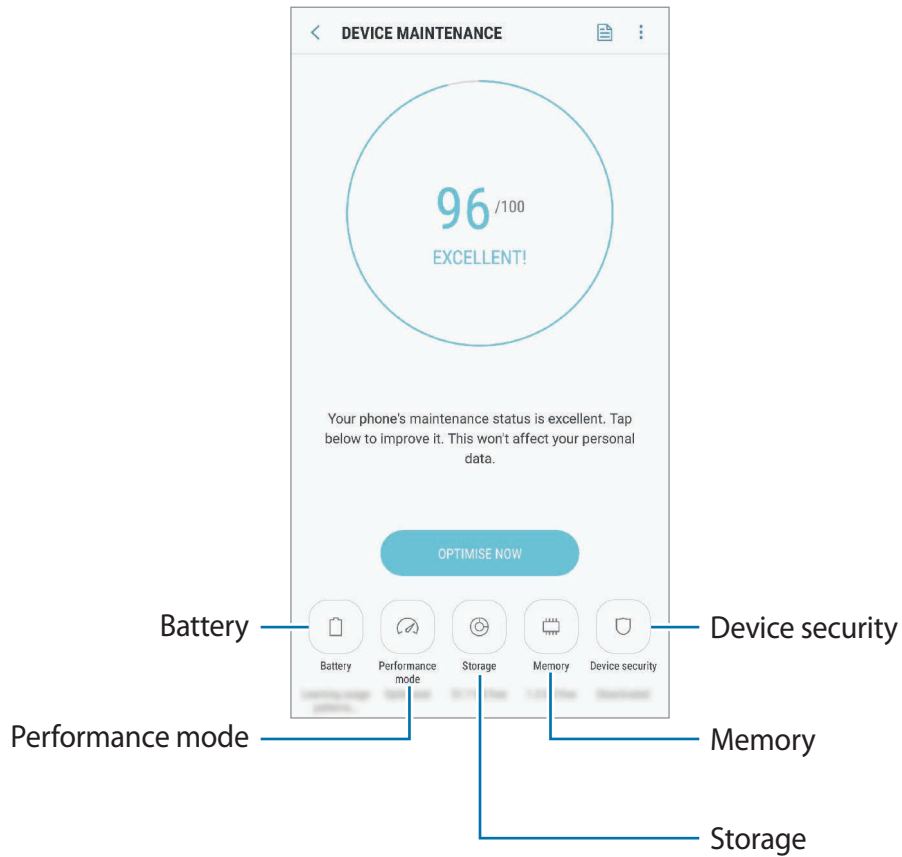 DEVICE MAINTENANCE
96 /100
EXCELLENT!
Your phone's maintenance status is excellent. Tap
below to improve it. This won't affect your personal
data.
OPTIMISE NOW
Battery
Device security
Battery
Performance
mode
Storage
Memory
Device security
Performance mode
Memory
Storage